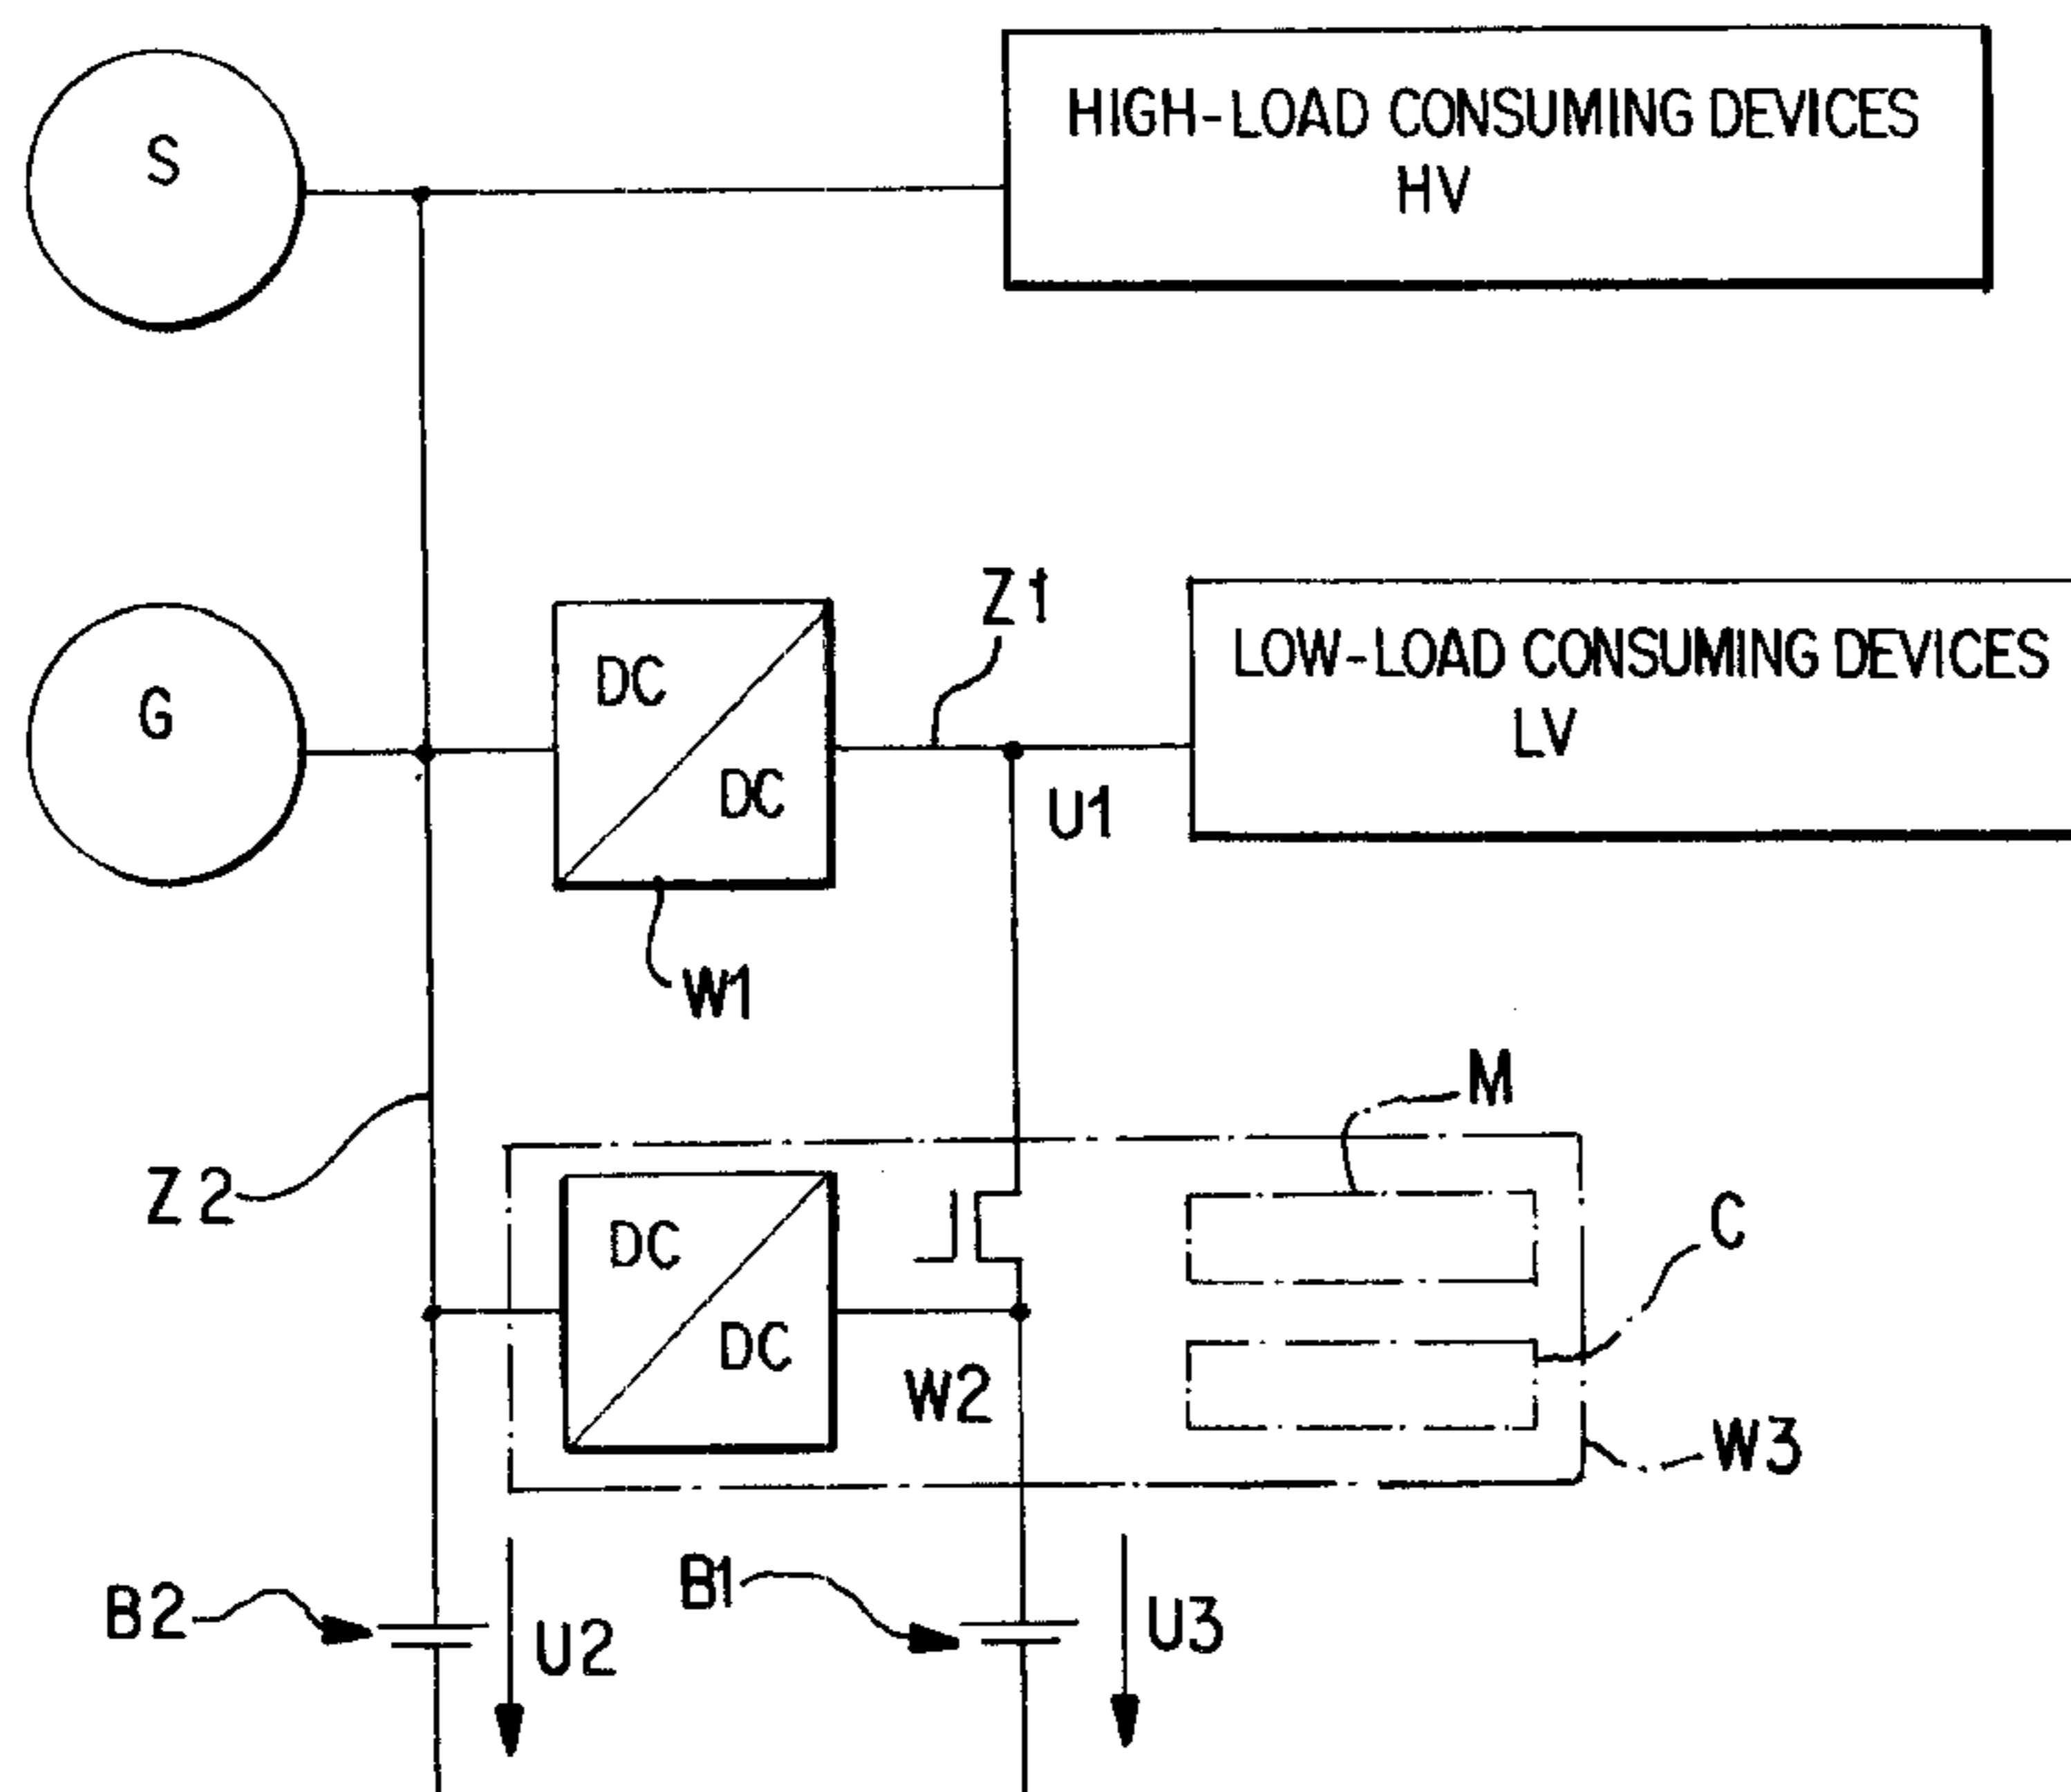 S
HIGH-LOAD CONSUMING DEVICES
HV
G
DC
DC
Z1
LOW-LOAD CONSUMING DEVICES
LV
U1
W1
M
Z2
DC
DC
C
W2
W3
B2
U2
B1
U3